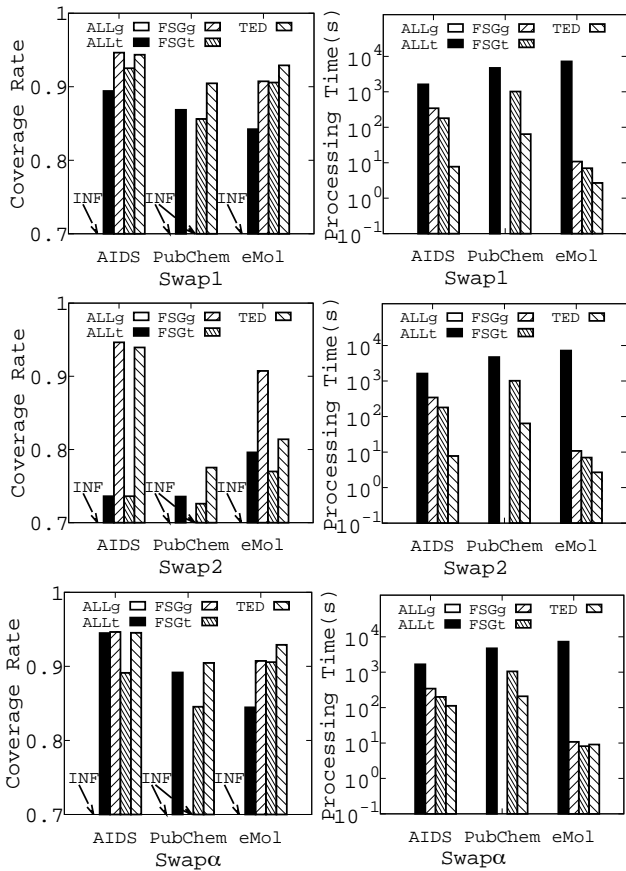 Coverage Rate
1
0.9
0.8
0.7
ALLg FSGg TED
ALLt FSGt
INF INF INF
AIDS PubChem eMol
Swap1
Processing Time(s)
10^4
10^3
10^2
10^1
10^0
10^-1
ALLg FSGg TED
ALLt FSGt
AIDS PubChem eMol
Swap1
Coverage Rate
1
0.9
0.8
0.7
ALLg FSGg TED
ALLt FSGt
INF INF INF
AIDS PubChem eMol
Swap2
Processing Time(s)
10^4
10^3
10^2
10^1
10^0
10^-1
ALLg FSGg TED
ALLt FSGt
AIDS PubChem eMol
Swap2
Coverage Rate
1
0.9
0.8
0.7
ALLg FSGg TED
ALLt FSGt
INF INF INF
AIDS PubChem eMol
Swapα
Processing Time(s)
10^4
10^3
10^2
10^1
10^0
10^-1
ALLg FSGg TED
ALLt FSGt
AIDS PubChem eMol
Swapα